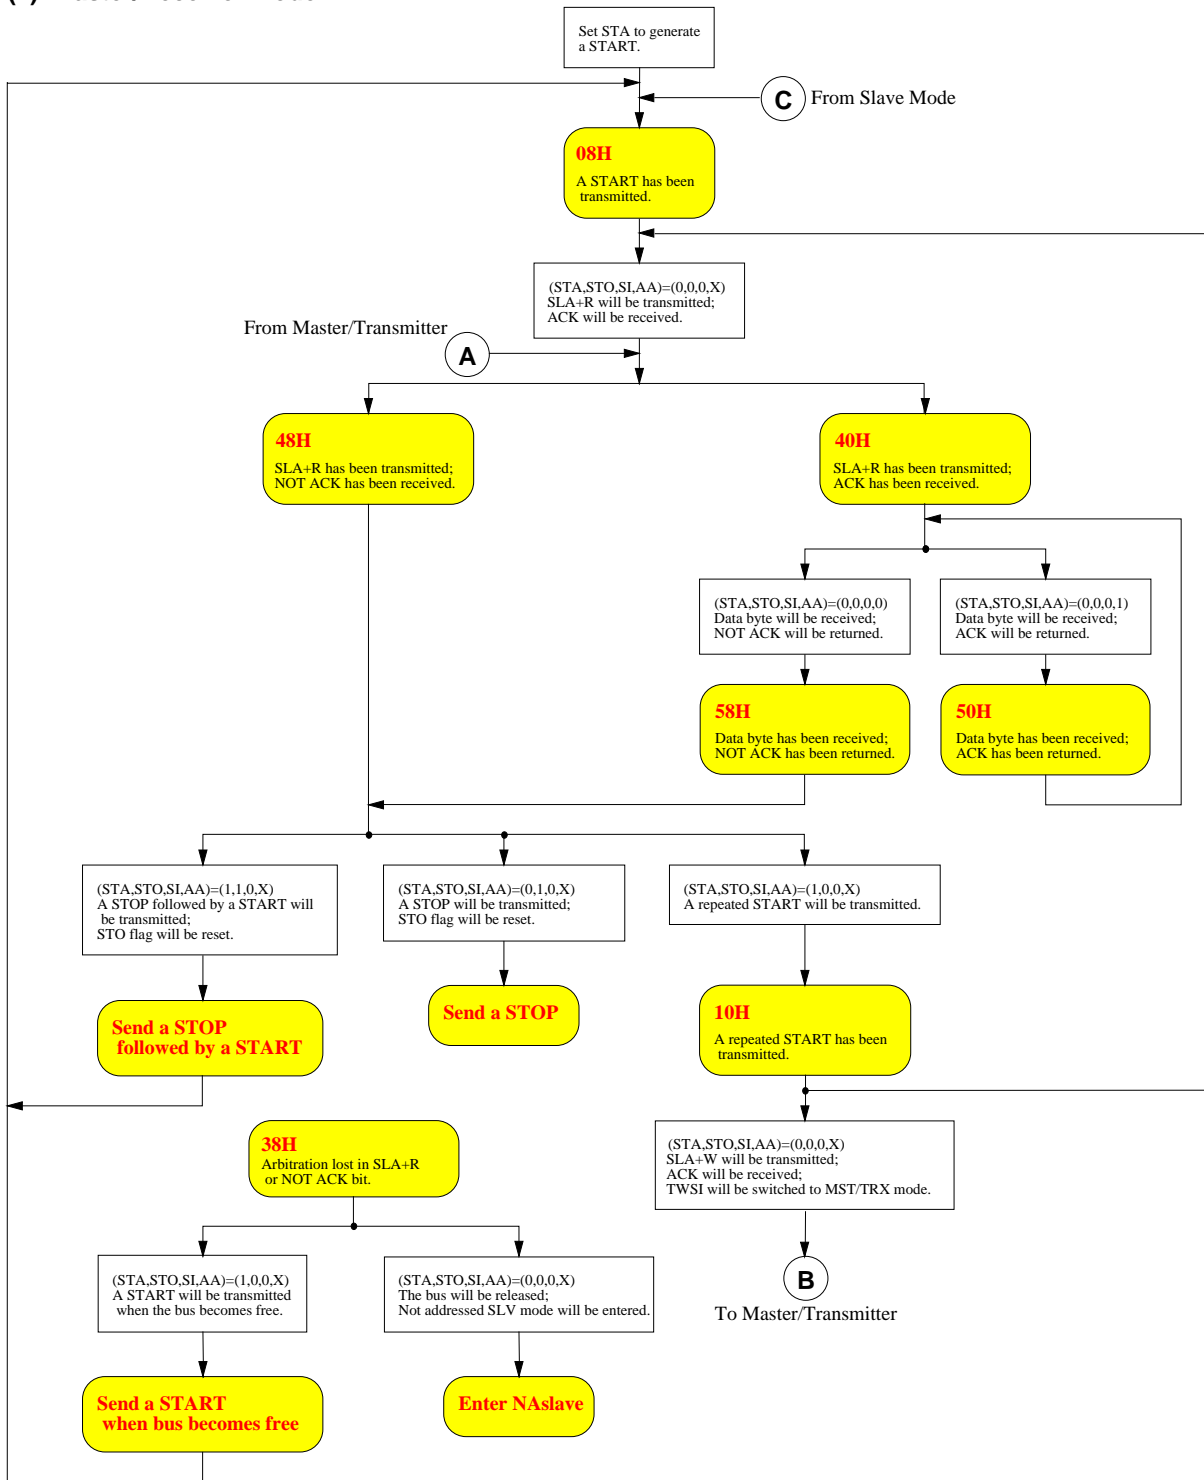 Set STA to generate
a START.
C
From Slave Mode
08H
A START has been
transmitted.
(STA,STO,SI,AA)=(0,0,0,X)
SLA+R will be transmitted;
ACK will be received.
From Master/Transmitter
A
48H
SLA+R has been transmitted;
NOT ACK has been received.
40H
SLA+R has been transmitted;
ACK has been received.
(STA,STO,SI,AA)=(0,0,0,0)
Data byte will be received;
NOT ACK will be returned.
(STA,STO,SI,AA)=(0,0,0,1)
Data byte will be received;
ACK will be returned.
58H
Data byte has been received;
NOT ACK has been returned.
50H
Data byte has been received;
ACK has been returned.
(STA,STO,SI,AA)=(1,1,0,X)
A STOP followed by a START will
be transmitted;
STO flag will be reset.
(STA,STO,SI,AA)=(0,1,0,X)
A STOP will be transmitted;
STO flag will be reset.
(STA,STO,SI,AA)=(1,0,0,X)
A repeated START will be transmitted.
Send a STOP
followed by a START
Send a STOP
10H
A repeated START has been
transmitted.
38H
Arbitration lost in SLA+R
or NOT ACK bit.
(STA,STO,SI,AA)=(0,0,0,X)
SLA+W will be transmitted;
ACK will be received;
TWSI will be switched to MST/TRX mode.
(STA,STO,SI,AA)=(1,0,0,X)
A START will be transmitted
when the bus becomes free.
(STA,STO,SI,AA)=(0,0,0,X)
The bus will be released;
Not addressed SLV mode will be entered.
B
To Master/Transmitter
Send a START
when bus becomes free
Enter NAslave